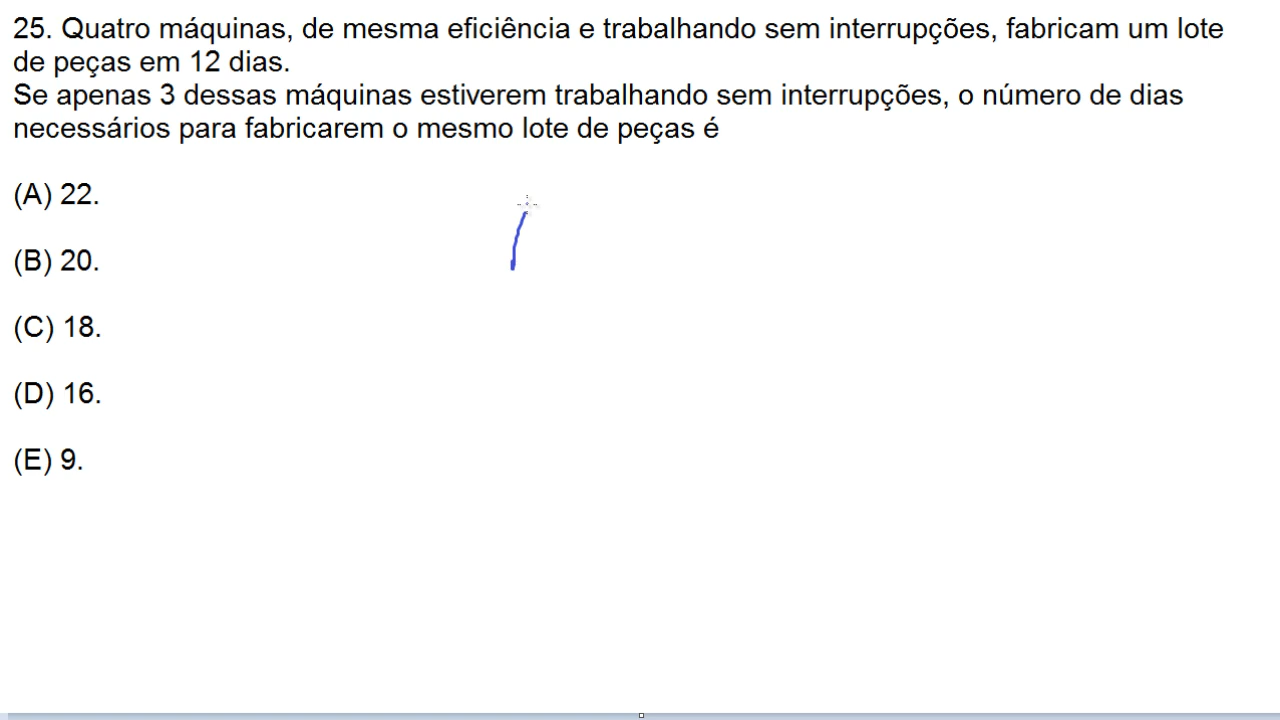 25. Quatro máquinas, de mesma eficiência e trabalhando sem interrupções, fabricam um lote
de peças em 12 dias.
Se apenas 3 dessas máquinas estiverem trabalhando sem interrupções, o número de dias
necessários para fabricarem o mesmo lote de peças é
(A) 22.
(B) 20.
(C) 18.
(D) 16.
(E) 9.